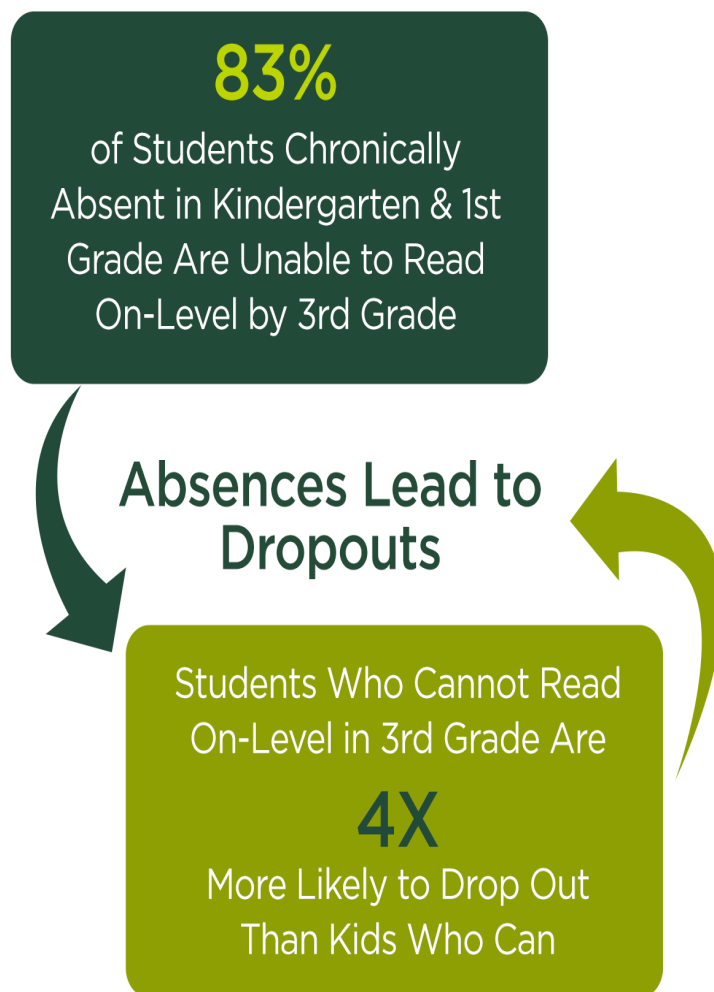 83%
of Students Chronically
Absent in Kindergarten & 1st
Grade Are Unable to Read
On-Level by 3rd Grade
Absences Lead to
Dropouts
Students Who Cannot Read
On-Level in 3rd Grade Are
4X
More Likely to Drop Out
Than Kids Who Can